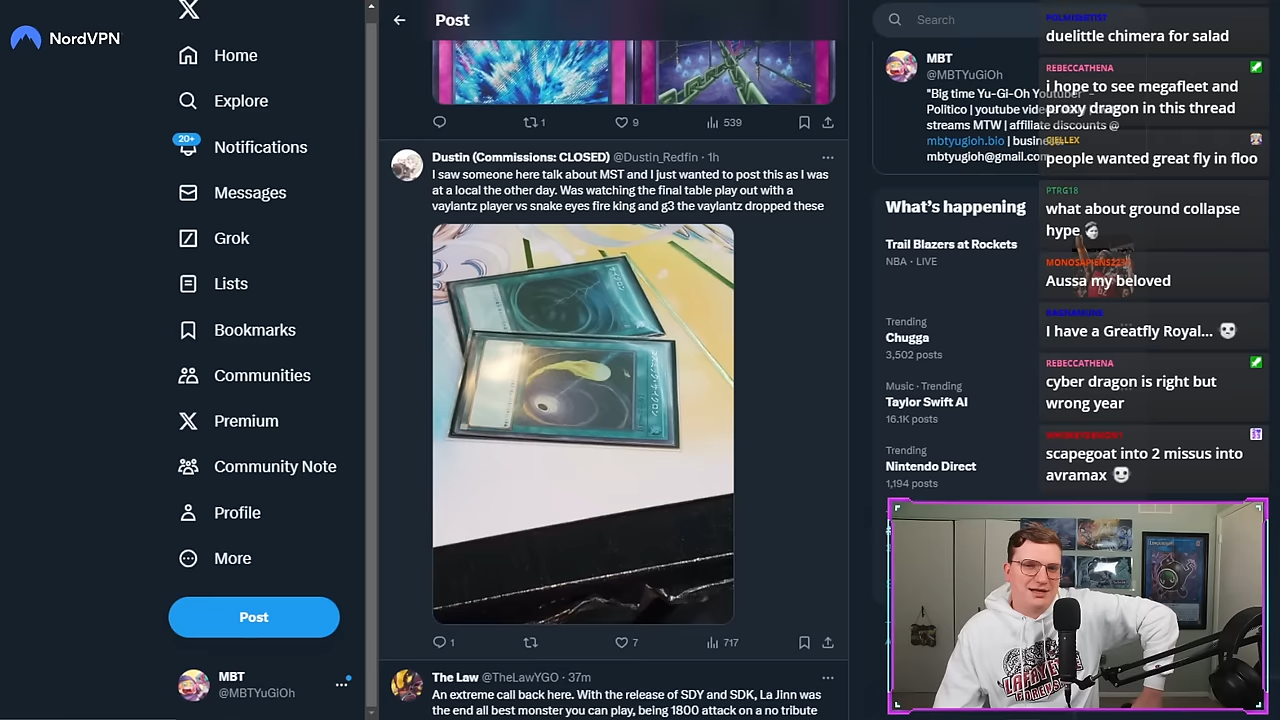 NordVPN
Home
Explore
20+
Notifications
Messages
Grok
Lists
Bookmarks
Communities
Premium
Community Note
Profile
More
Post
MBT
@MBTYuGiOh
Post
1
9
539
Dustin (Commissions: CLOSED) @Dustin_Redfin · 1h
I saw someone here talk about MST and I just wanted to post this as I was
at a local the other day. Was watching the final table play out with a
vaylantz player vs snake eyes fire king and g3 the vaylantz dropped these
1
7
717
The Law @TheLawYGO · 37m
An extreme call back here. With the release of SDY and SDK, La Jinn was
the end all best monster you can play, being 1800 attack on a no tribute
Search
MBT
@MBTYuGiOh
"Big time Yu-Gi-Oh
Politico | youtube
streams MTW | affiliate discounts @
mbtyugioh.bio |
mbtyugioh@gmail.com
What's happening
Trail Blazers at Rockets
NBA · LIVE
Trending
Chugga
3,502 posts
Music · Trending
Taylor Swift AI
16.1K posts
Trending
Nintendo Direct
1,194 posts
duelittle chimera for salad
REBECCATHENA
i hope to see megafleet and
proxy dragon in this thread
people wanted great fly in floo
PTRG18
what about ground collapse
hype
Aussa my beloved
I have a Greatfly Royal...
REBECCATHENA
cyber dragon is right but
wrong year
scapegoat into 2 missus into
avramax